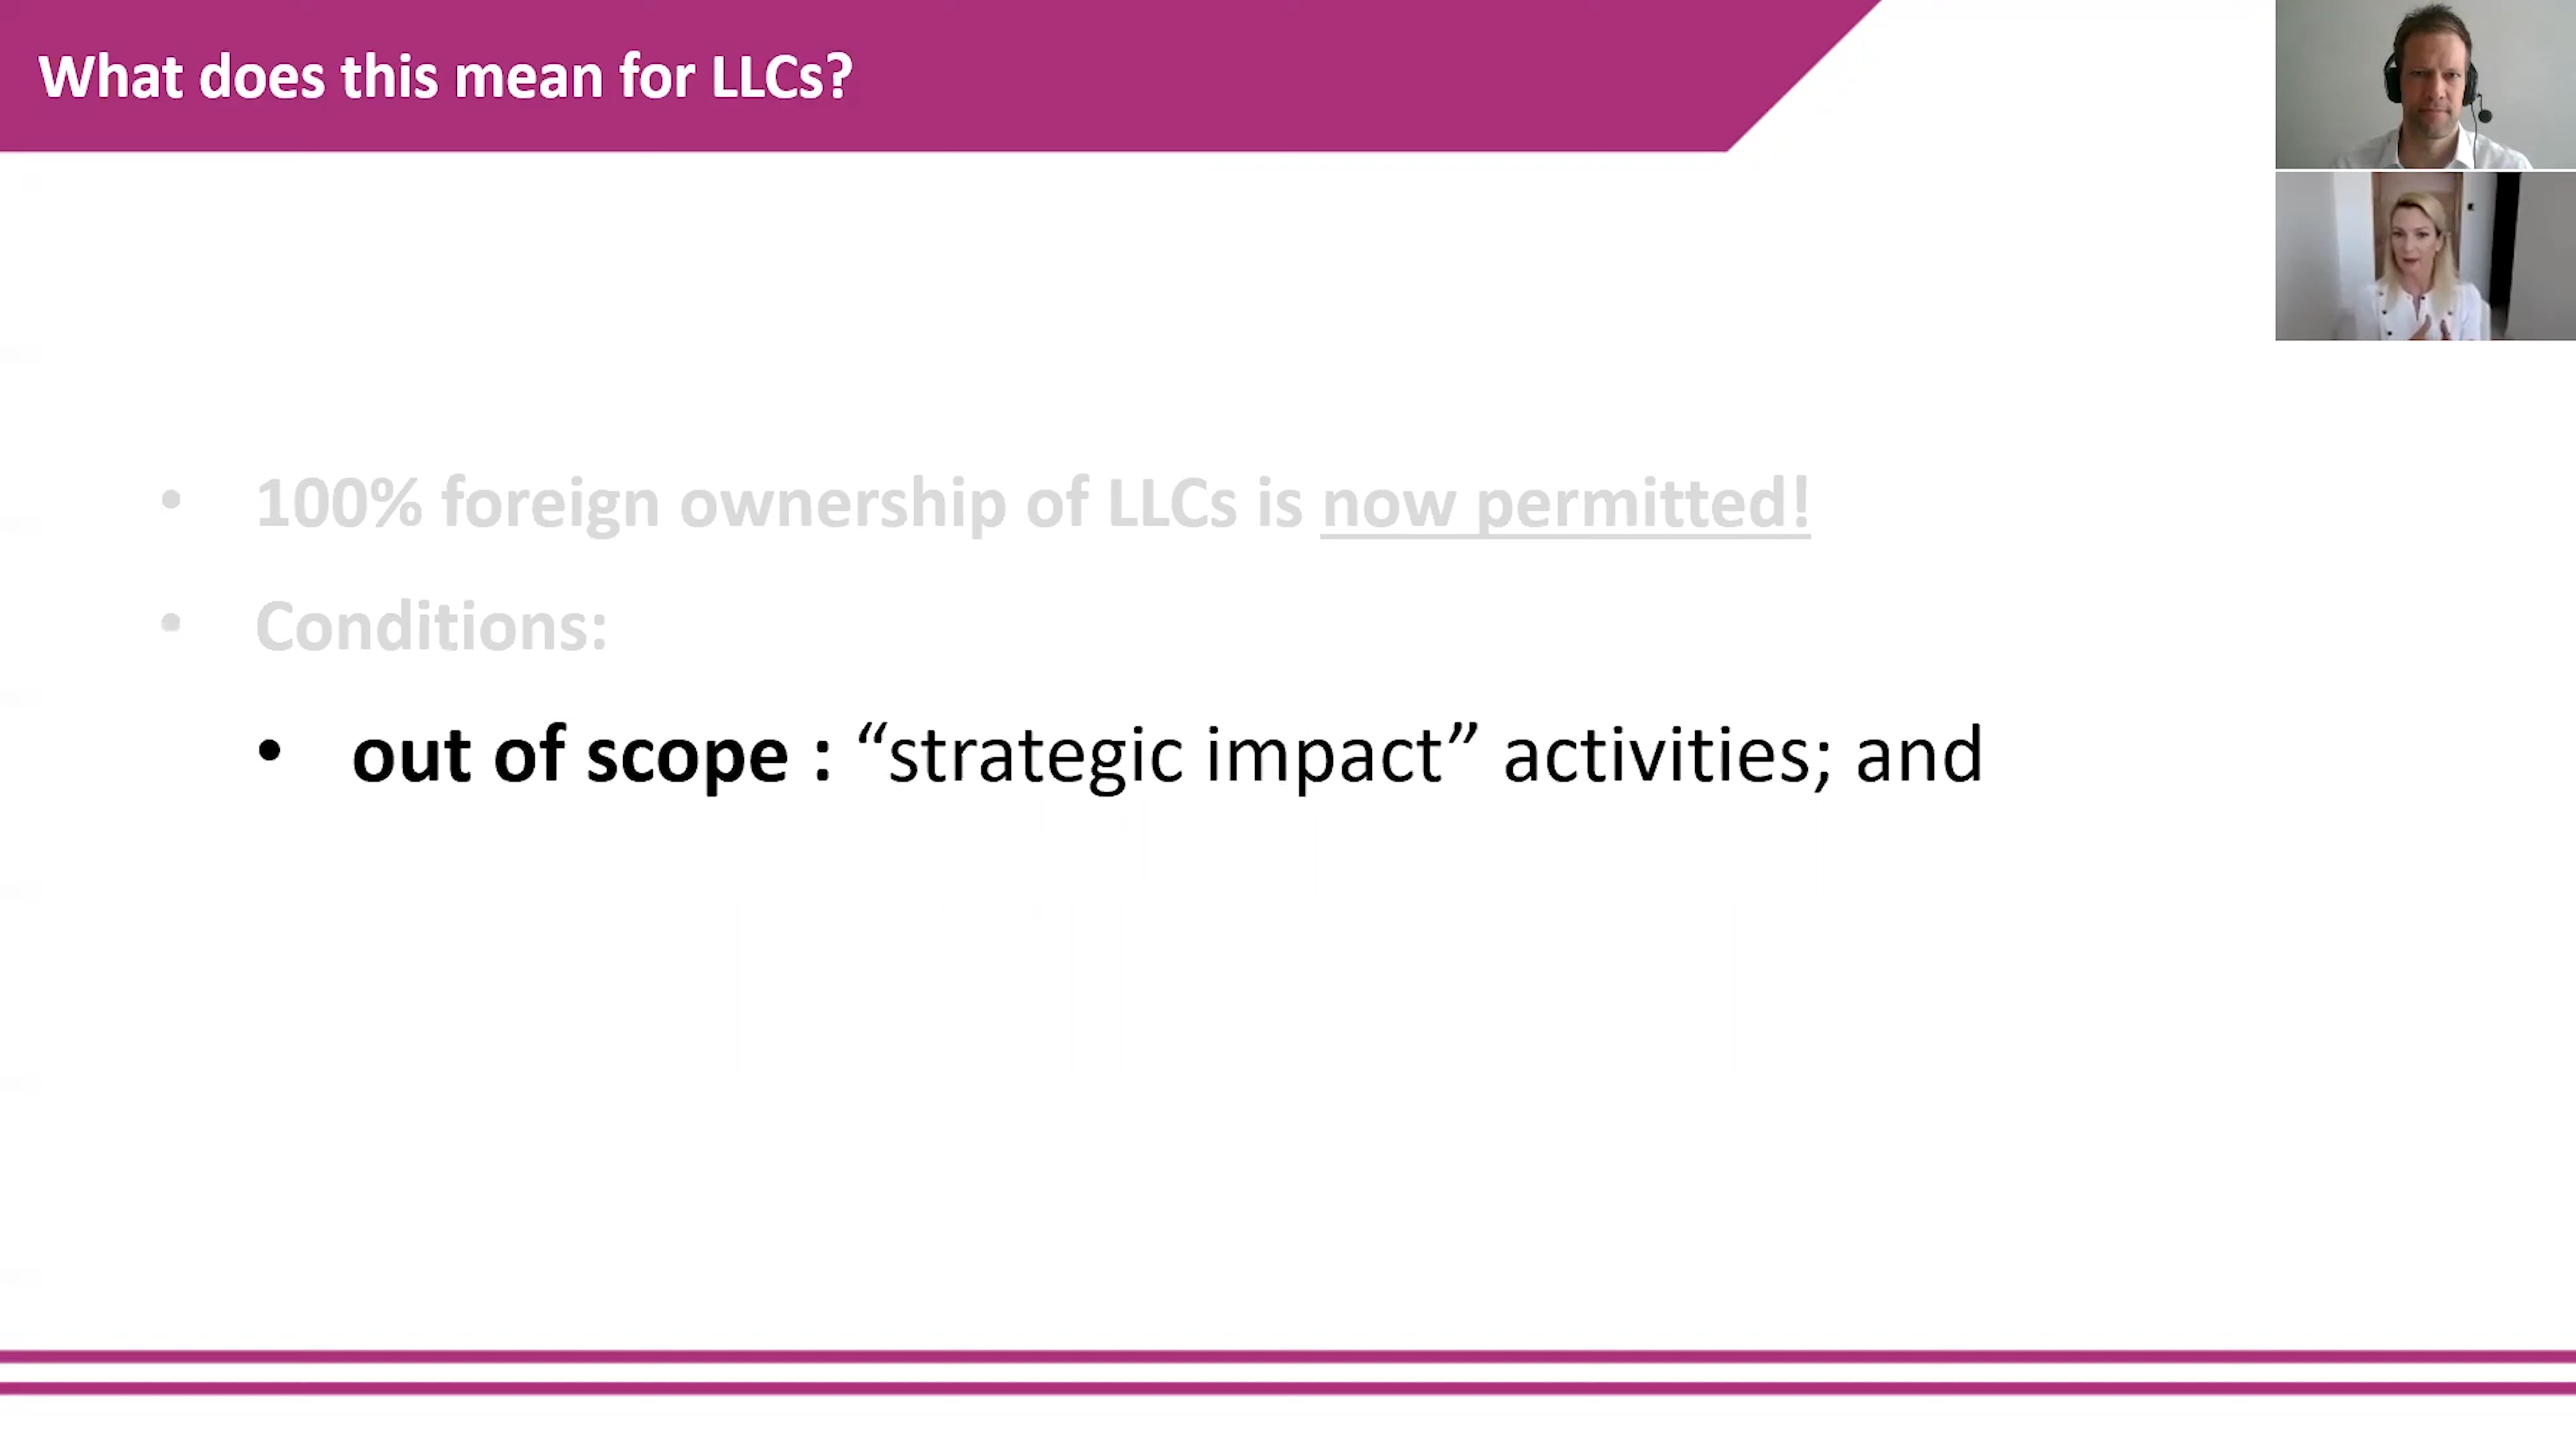 What does this mean for LLCs?
• 100% foreign ownership of LLCs is now permitted!
• Conditions:
• out of scope : “strategic impact” activities; and